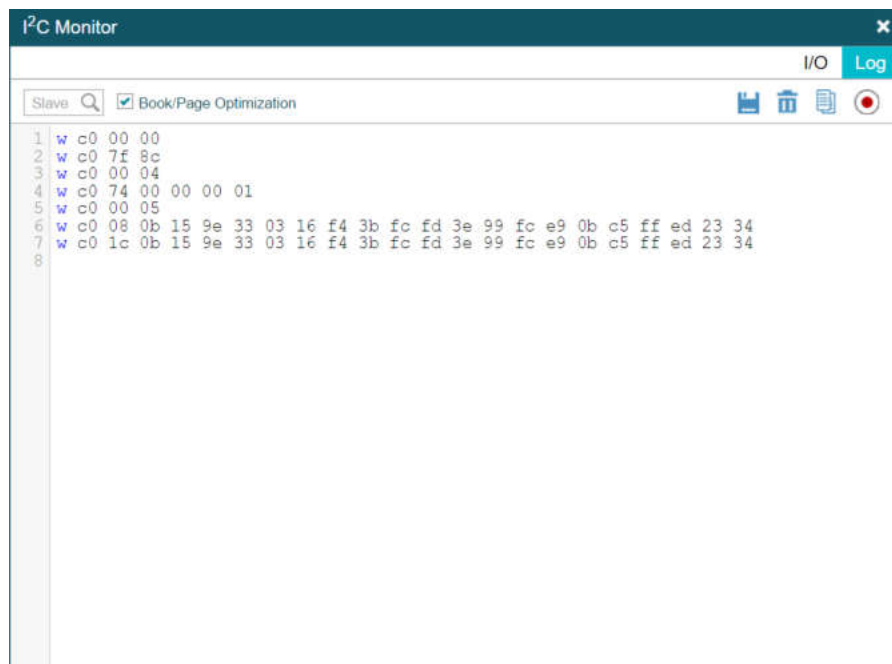 I²C Monitor
I/O Log
Slave Book/Page Optimization
1 w c0 00 00
2 w c0 7f 8c
3 w c0 00 04
4 w c0 74 00 00 00 01
5 w c0 00 05
6 w c0 08 0b 15 9e 33 03 16 f4 3b fc fd 3e 99 fc e9 0b c5 ff ed 23 34
7 w c0 1c 0b 15 9e 33 03 16 f4 3b fc fd 3e 99 fc e9 0b c5 ff ed 23 34
8